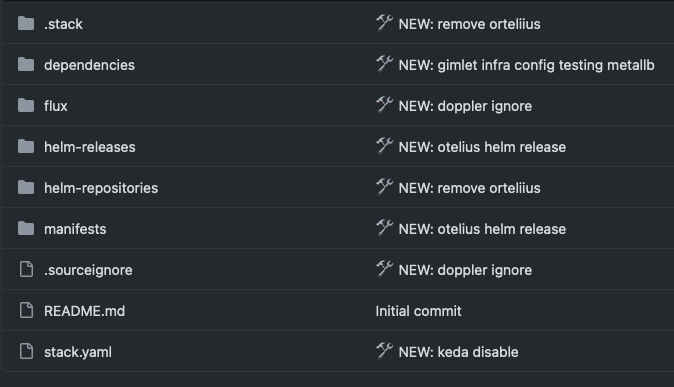 .stack 🛠 NEW: remove orteliius
dependencies 🛠 NEW: gimlet infra config testing metallb
flux 🛠 NEW: doppler ignore
helm-releases 🛠 NEW: otelius helm release
helm-repositories 🛠 NEW: remove orteliius
manifests 🛠 NEW: otelius helm release
.sourceignore 🛠 NEW: doppler ignore
README.md Initial commit
stack.yaml 🛠 NEW: keda disable